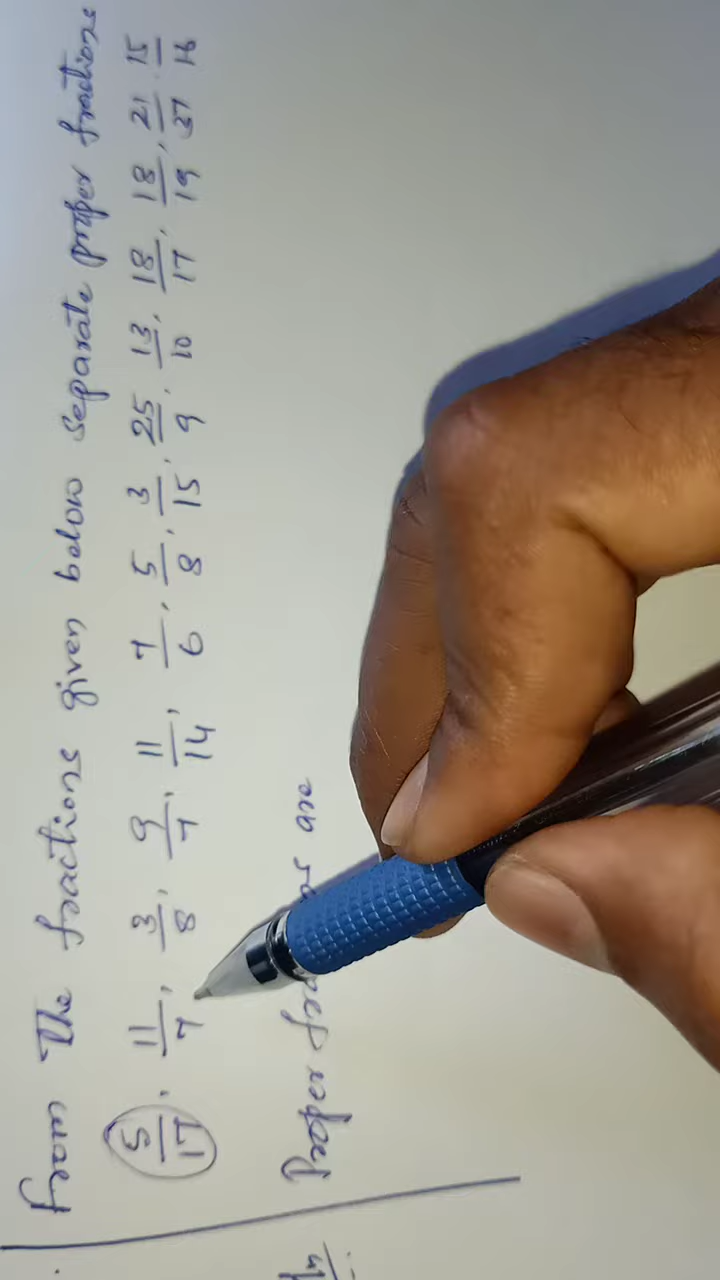 from The fractions given below separate proper fractions
5/17, 11/7, 3/8, 9/7, 11/14, 7/6, 5/8, 3/15, 25/9, 13/10, 18/17, 18/19, 21/37, 15/16
Proper are